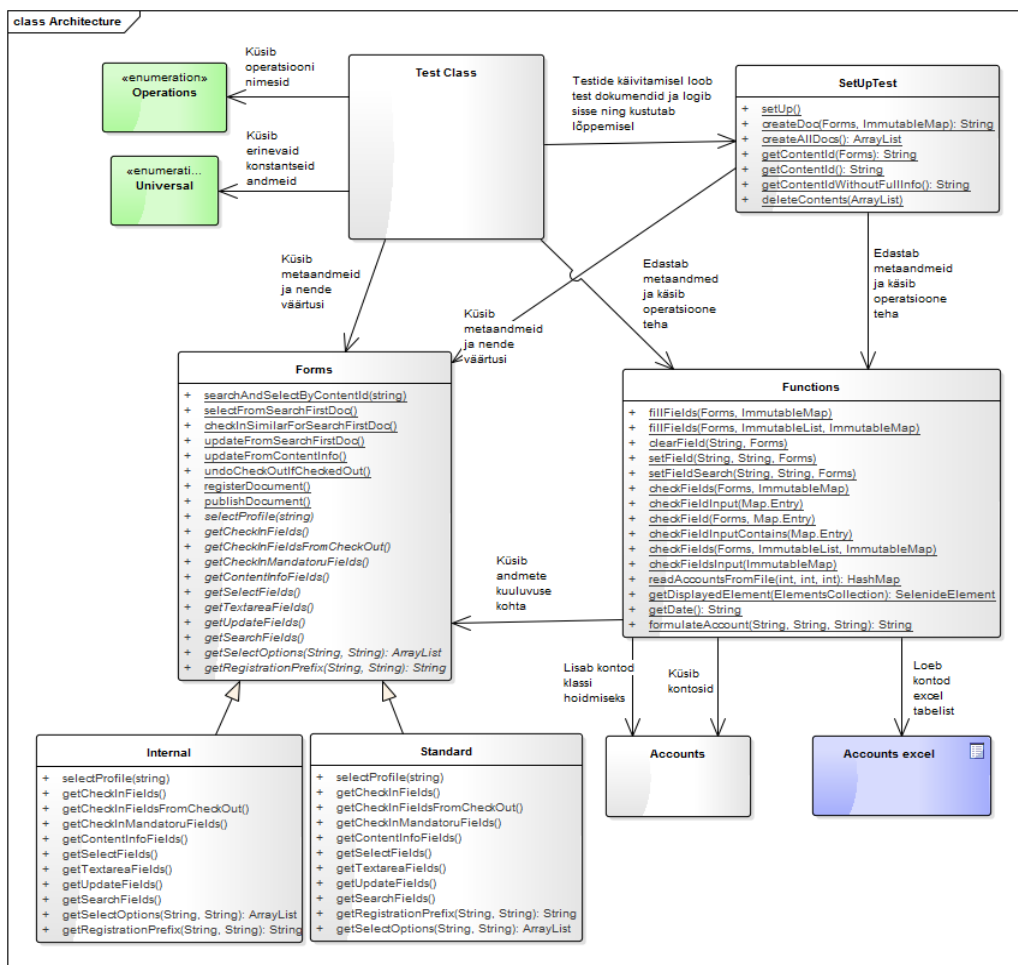 class Architecture
«enumeration»
Operations
Küsib
operatsiooni
nimesid
Test Class
Testide käivitamisel loob
test dokumendid ja logib
sisse ning kustutab
lõppemisel
SetUpTest
+ setUp()
+ createDoc(Forms, ImmutableMap): String
+ createAllDocs(): ArrayList
+ getContentId(Forms): String
+ getContentId(): String
+ getContentIdWithoutFullInfo(): String
+ deleteContents(ArrayList)
«enumerati...
Universal
Küsib
erinevaid
konstantseid
andmeid
Küsib
metaandmeid
ja nende
väärtusi
Küsib
metaandmeid
ja nende
väärtusi
Edastab
metaandmed
ja käsib
operatsioone
teha
Edastab
metaandmeid
ja käsib
operatsioone
teha
Forms
+ searchAndSelectByContentId(string)
+ selectFromSearchFirstDoc()
+ checkInSimilarForSearchFirstDoc()
+ updateFromSearchFirstDoc()
+ updateFromContentInfo()
+ undoCheckOutIfCheckedOut()
+ registerDocument()
+ publishDocument()
+ selectProfile(string)
+ getCheckInFields()
+ getCheckInFieldsFromCheckOut()
+ getCheckInMandatoruFields()
+ getContentInfoFields()
+ getSelectFields()
+ getTextareaFields()
+ getUpdateFields()
+ getSearchFields()
+ getSelectOptions(String, String): ArrayList
+ getRegistrationPrefix(String, String): String
Functions
+ fillFields(Forms, ImmutableMap)
+ fillFields(Forms, ImmutableList, ImmutableMap)
+ clearField(String, Forms)
+ setField(String, String, Forms)
+ setFieldSearch(String, String, Forms)
+ checkFields(Forms, ImmutableMap)
+ checkFieldInput(Map.Entry)
+ checkField(Forms, Map.Entry)
+ checkFieldInputContains(Map.Entry)
+ checkFields(Forms, ImmutableList, ImmutableMap)
+ checkFieldsInput(ImmutableMap)
+ readAccountsFromFile(int, int, int): HashMap
+ getDisplayedElement(ElementsCollection): SelenideElement
+ getDate(): String
+ formulateAccount(String, String, String): String
Küsib
andmete
kuuluvuse
kohta
Lisab kontod
klassi
hoidmiseks
Küsib
kontosid
Loeb
kontod
excel
tabelist
Internal
+ selectProfile(string)
+ getCheckInFields()
+ getCheckInFieldsFromCheckOut()
+ getCheckInMandatoruFields()
+ getContentInfoFields()
+ getSelectFields()
+ getTextareaFields()
+ getUpdateFields()
+ getSearchFields()
+ getSelectOptions(String, String): ArrayList
+ getRegistrationPrefix(String, String): String
Standard
+ selectProfile(string)
+ getCheckInFields()
+ getCheckInFieldsFromCheckOut()
+ getCheckInMandatoruFields()
+ getContentInfoFields()
+ getSelectFields()
+ getTextareaFields()
+ getUpdateFields()
+ getSearchFields()
+ getRegistrationPrefix(String, String): String
+ getSelectOptions(String, String): ArrayList
Accounts
Accounts excel